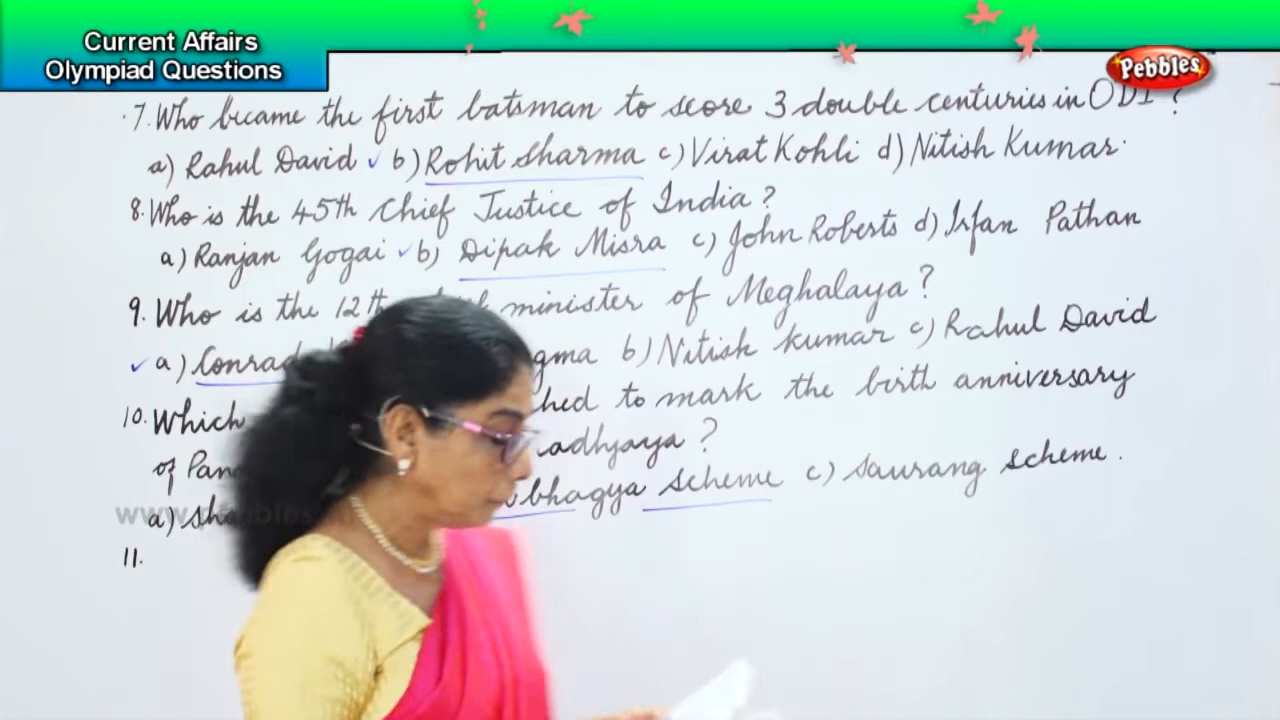 Current Affairs
Olympiad Questions
Pebbles
7. Who became the first batsman to score 3 double centuries in ODI ?
a) Rahul David ✓ b) Rohit Sharma c) Virat Kohli d) Nitish Kumar.
8. Who is the 45th Chief Justice of India ?
a) Ranjan Gogai ✓ b) Dipak Misra c) John Roberts d) Irfan Pathan
9. Who is the 12th minister of Meghalaya ?
✓ a) Conrad gma b) Nitish kumar c) Rahul David
10. Which hed to mark the birth anniversary
of Pan adhyaya ?
a) sha bhagya scheme c) Saurang scheme.
11.